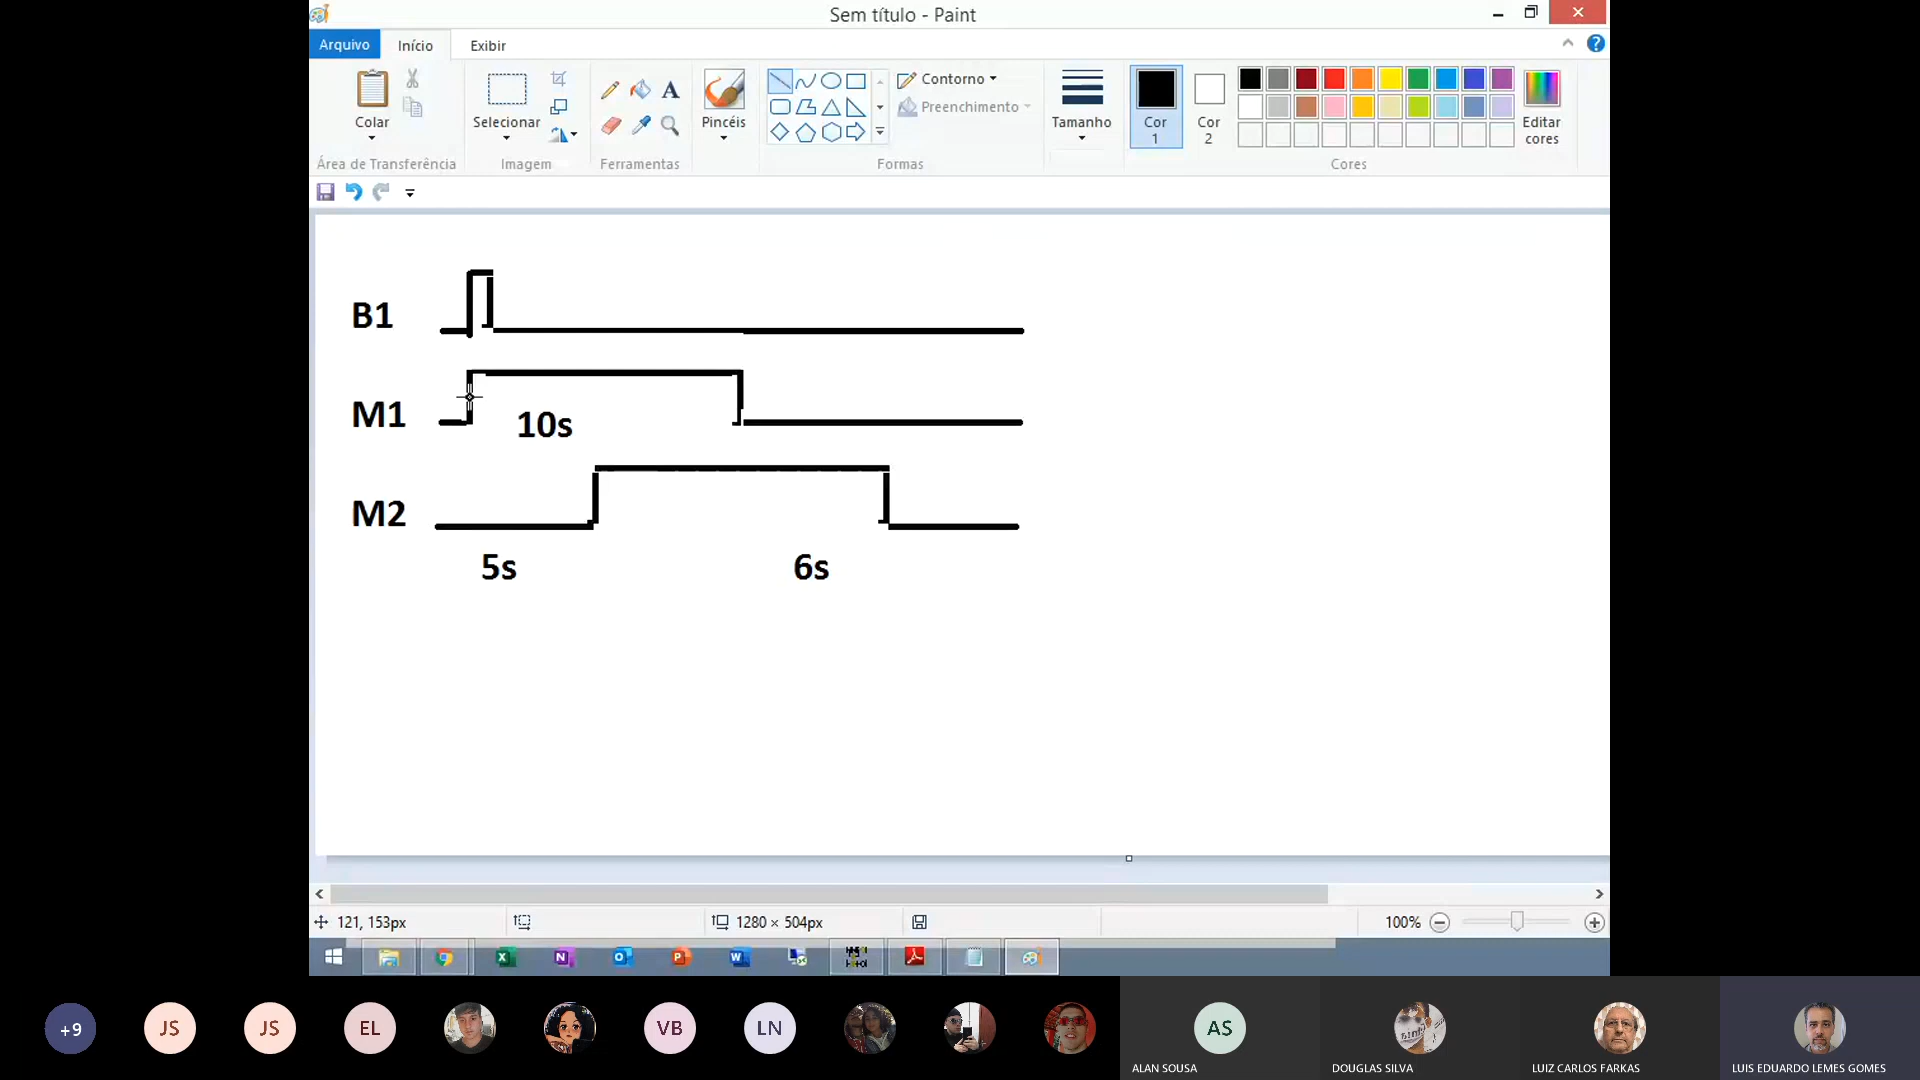 Sem título - Paint
Arquivo Início Exibir
Colar
Selecionar
Pincéis
Contorno
Preenchimento
Tamanho
Cor 1
Cor 2
Editar cores
Área de Transferência Imagem Ferramentas Formas Cores
B1
M1 10s
M2
5s 6s
121, 153px 1280 × 504px 100%
+9 JS JS EL VB LN AS
ALAN SOUSA DOUGLAS SILVA LUIZ CARLOS FARKAS LUIS EDUARDO LEMES GOMES